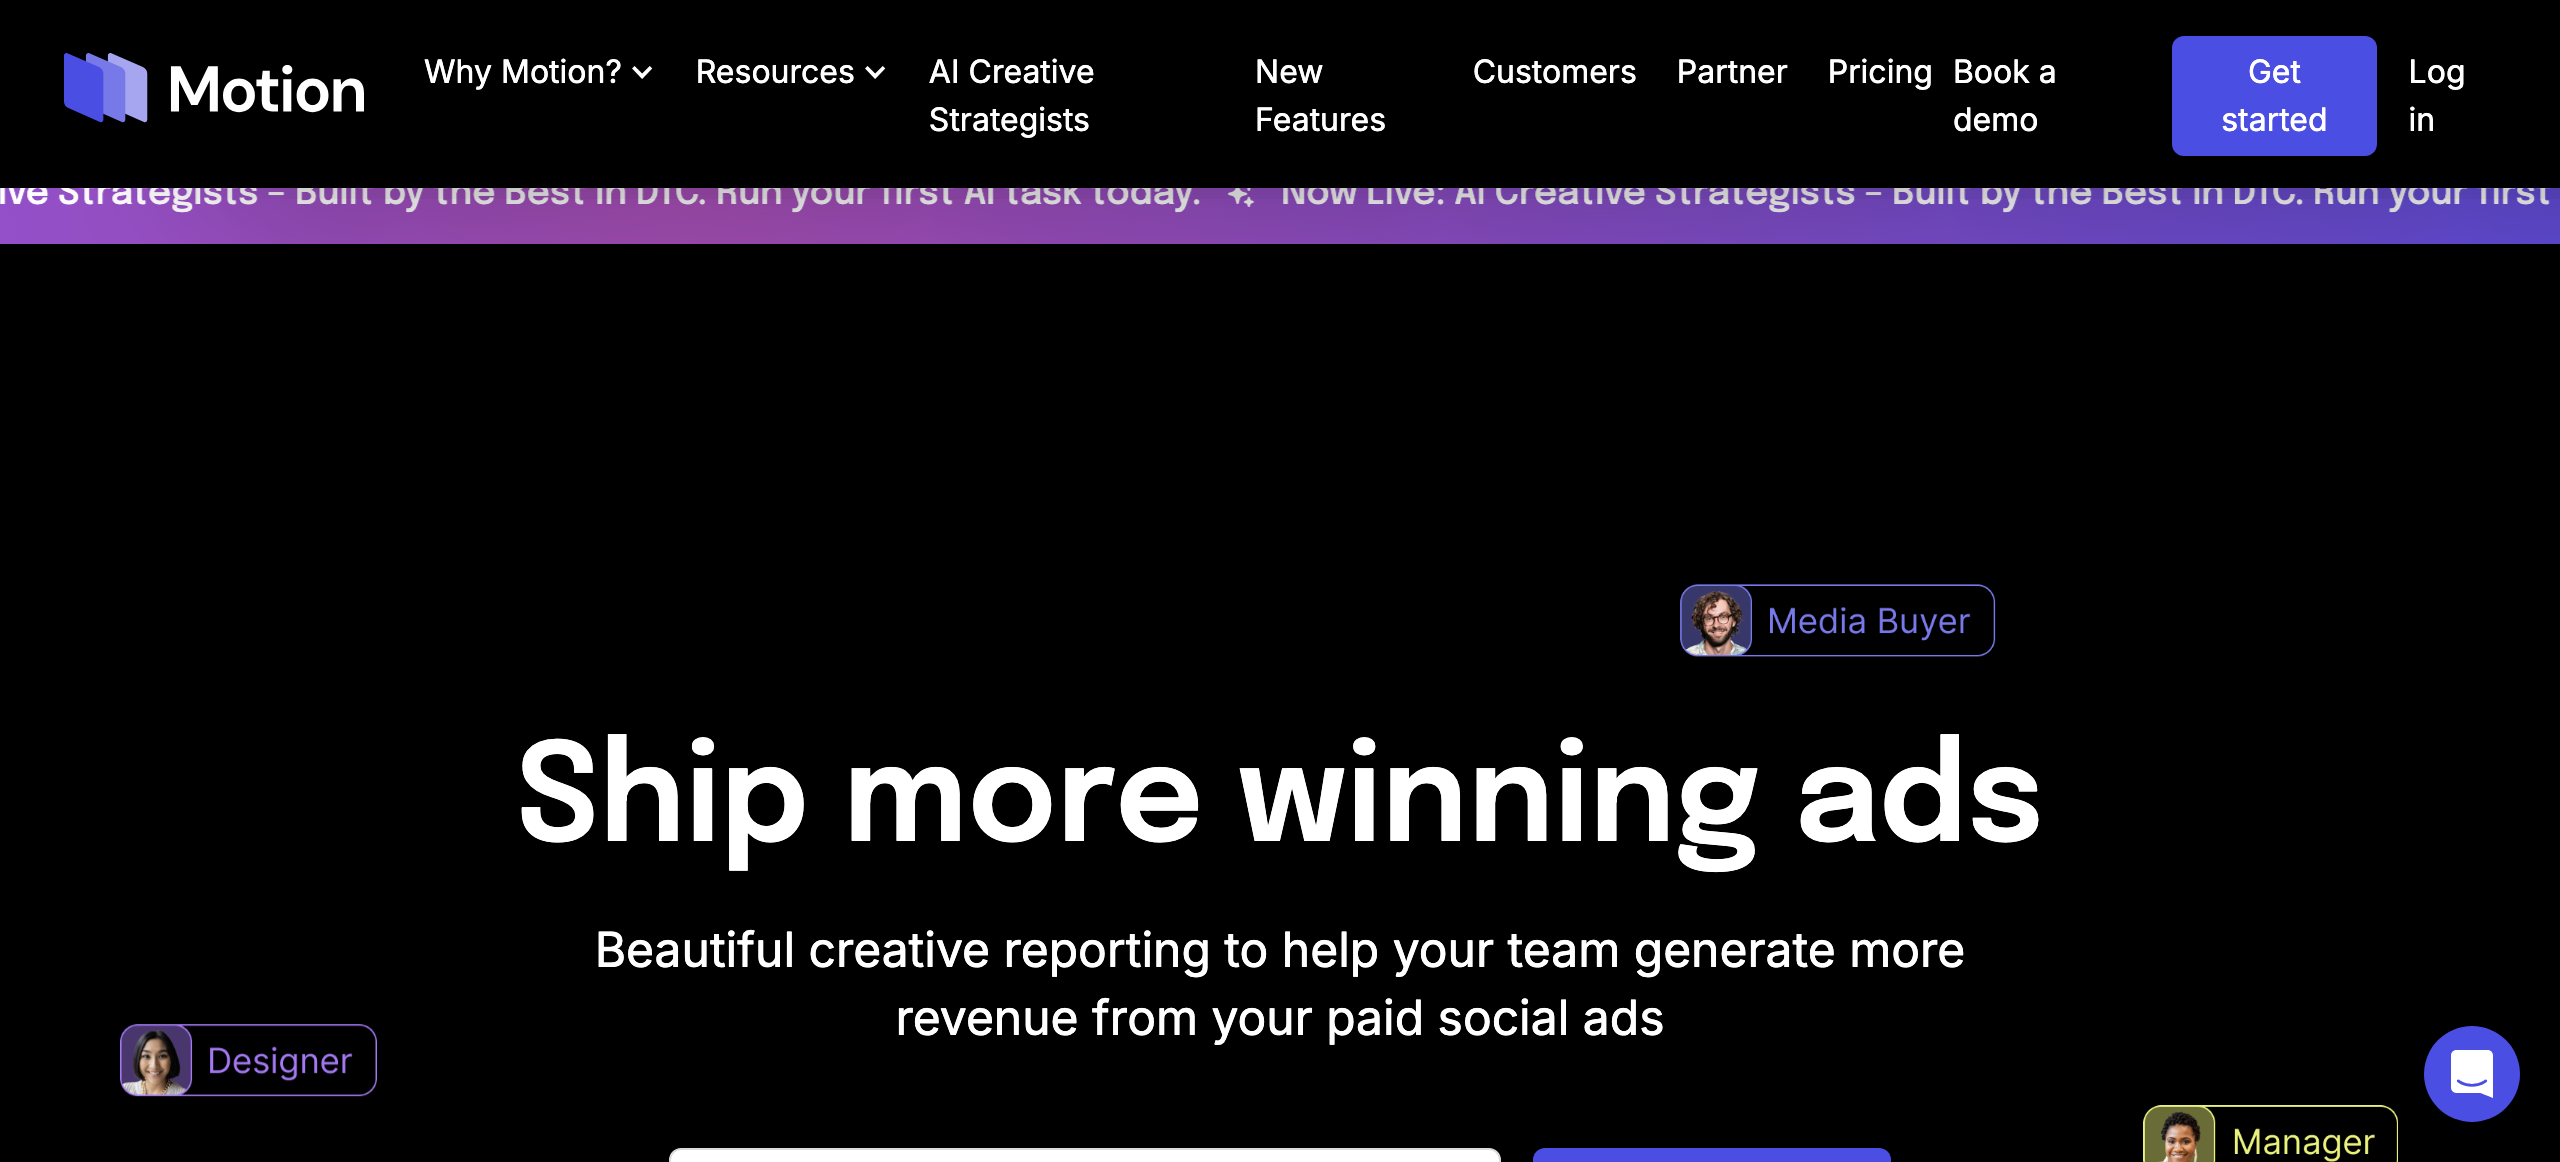 Motion
Why Motion?
Resources
AI Creative
Strategists
New
Features
Customers
Partner
Pricing
Book a
demo
Get
started
Log
in
ive Strategists – Built by the Best in DTC. Run your first AI task today. Now Live: AI Creative Strategists – Built by the Best in DTC. Run your first
Media Buyer
Ship more winning ads
Beautiful creative reporting to help your team generate more
revenue from your paid social ads
Designer
Manager